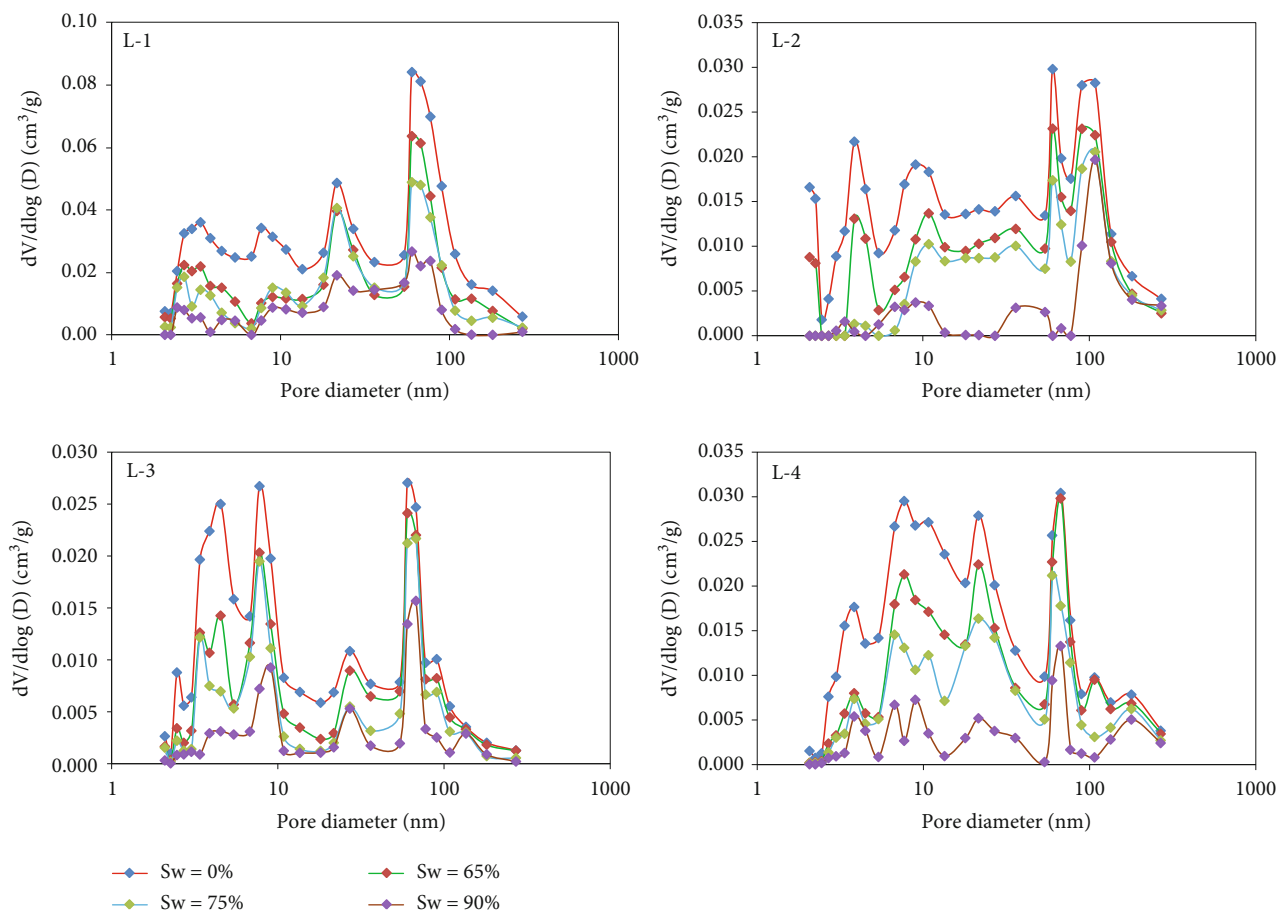 L-1
dV/dlog (D) (cm³/g)
0.10
0.08
0.06
0.04
0.02
0.00
1
10
100
1000
Pore diameter (nm)
L-2
dV/dlog (D) (cm³/g)
0.035
0.030
0.025
0.020
0.015
0.010
0.005
0.000
1
10
100
1000
Pore diameter (nm)
L-3
dV/dlog (D) (cm³/g)
0.030
0.025
0.020
0.015
0.010
0.005
0.000
1
10
100
1000
Pore diameter (nm)
L-4
dV/dlog (D) (cm³/g)
0.035
0.030
0.025
0.020
0.015
0.010
0.005
0.000
1
10
100
1000
Pore diameter (nm)
Sw = 0%
Sw = 65%
Sw = 75%
Sw = 90%